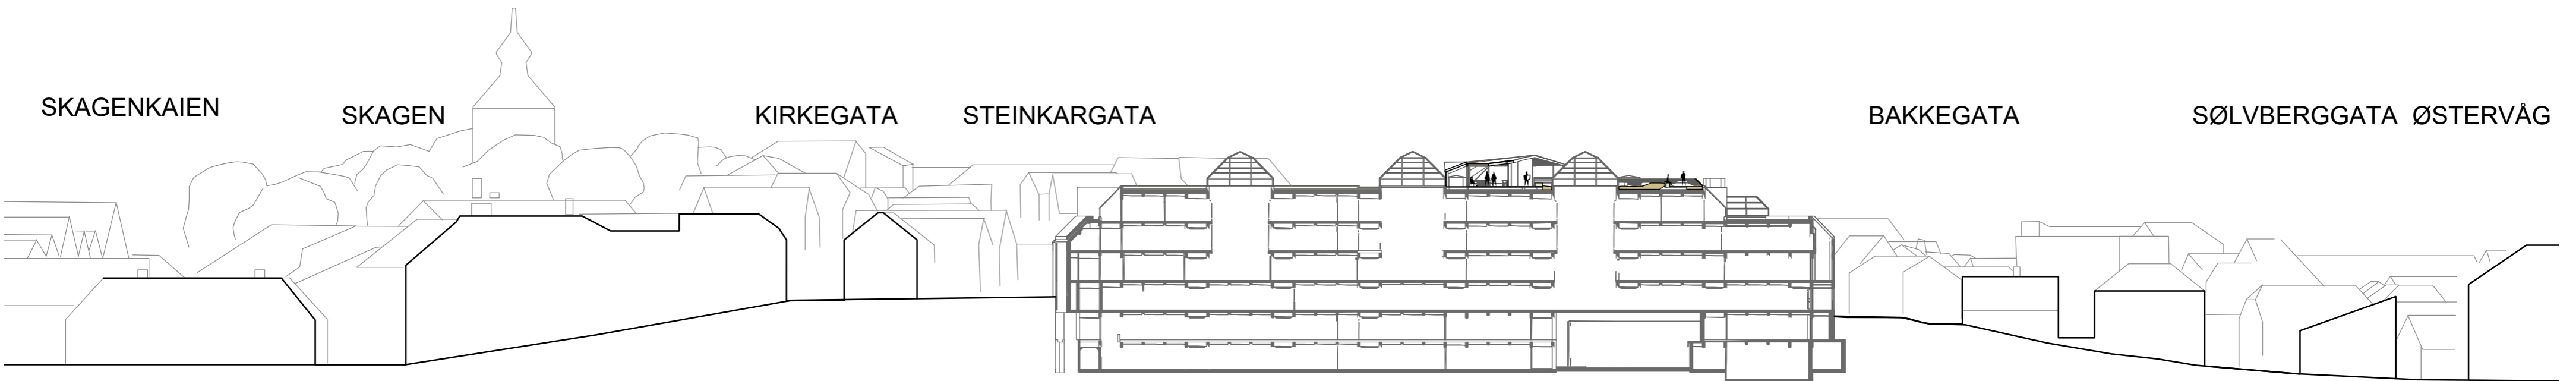 SKAGENKAIEN
SKAGEN
KIRKEGATA
STEINKARGATA
BAKKEGATA
SØLVBERGGATA
ØSTERVÅG